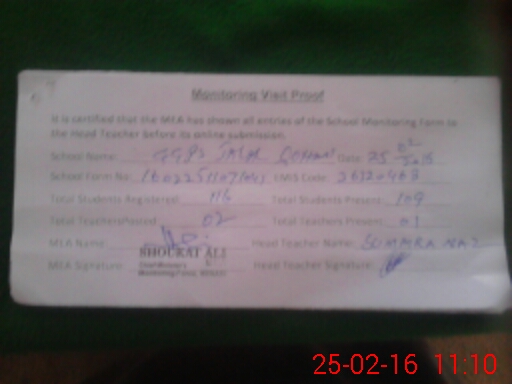 Monitoring Visit Proof
It is certified that the MEA has shown all entries of the School Monitoring Form to
the Head Teacher before its online submission.
School Name: GGPS Date: 25 02
School Form No: EMIS Code:
Total Students Registered: 116 Total Students Present: 109
Total Teachers Posted: 02 Total Teachers Present: 01
MEA Name: SHOUKAT ALI Head Teacher Name: SUMMRA NAZ
MEA Signature: Head Teacher Signature:
25-02-16 11:10